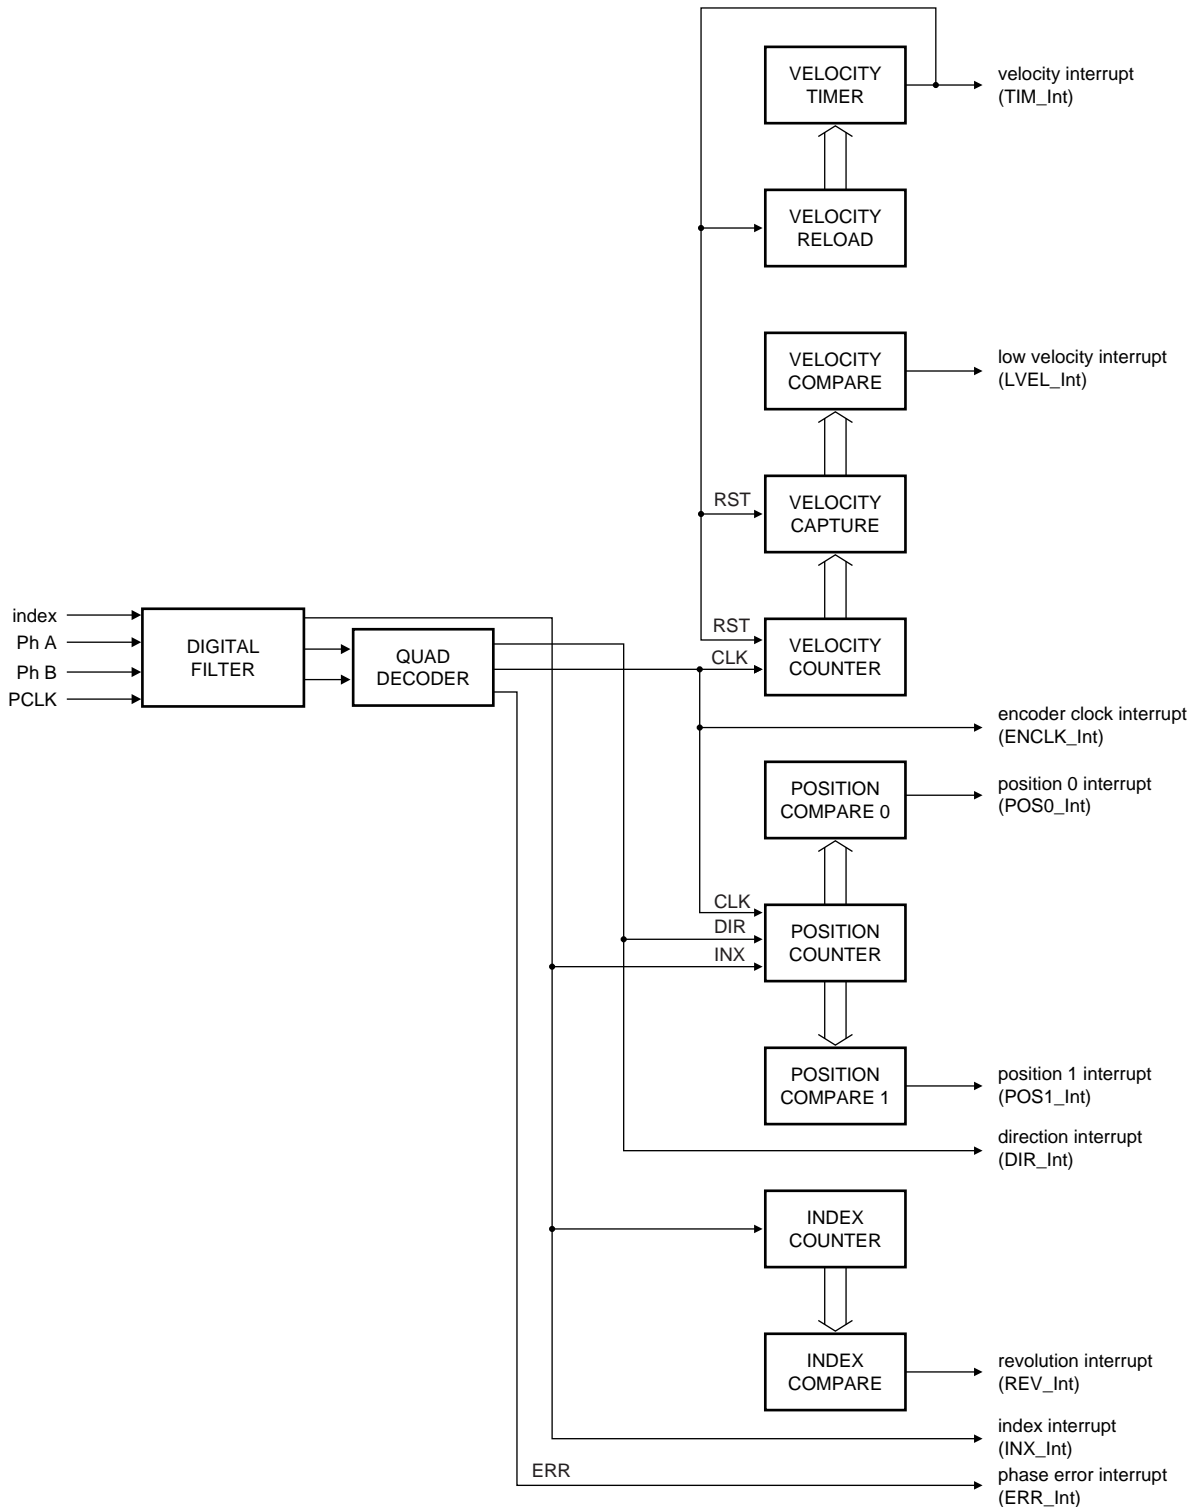 VELOCITY
TIMER
velocity interrupt
(TIM_Int)
VELOCITY
RELOAD
VELOCITY
COMPARE
low velocity interrupt
(LVEL_Int)
RST
VELOCITY
CAPTURE
index
Ph A
Ph B
PCLK
DIGITAL
FILTER
QUAD
DECODER
RST
CLK
VELOCITY
COUNTER
encoder clock interrupt
(ENCLK_Int)
POSITION
COMPARE 0
position 0 interrupt
(POS0_Int)
CLK
DIR
INX
POSITION
COUNTER
POSITION
COMPARE 1
position 1 interrupt
(POS1_Int)
direction interrupt
(DIR_Int)
INDEX
COUNTER
INDEX
COMPARE
revolution interrupt
(REV_Int)
index interrupt
(INX_Int)
ERR
phase error interrupt
(ERR_Int)